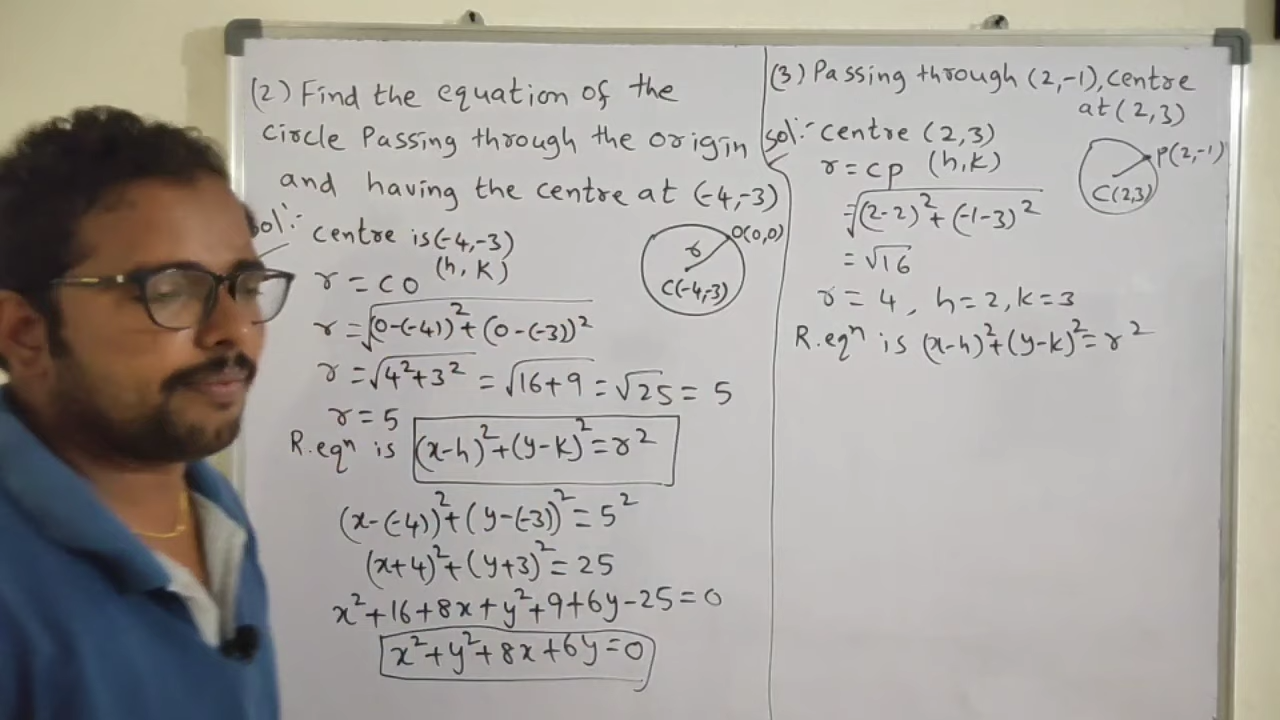 (2) Find the equation of the
circle Passing through the origin
and having the centre at (-4,-3)
Sol:- centre is (-4,-3)
(h, k)
r = CO
r = √(0-(-4))² + (0-(-3))²
r = √4²+3² = √16+9 = √25 = 5
r = 5
R.eqⁿ is (x-h)²+(y-k)²=r²
(x-(-4))²+(y-(-3))²=5²
(x+4)²+(y+3)²=25
x²+16+8x+y²+9+6y-25=0
x²+y²+8x+6y=0
O(0,0)
r
C(-4,-3)
(3) Passing through (2,-1), centre
at (2,3)
Sol:- centre (2,3)
r = CP (h,k)
=√(2-2)²+(-1-3)²
= √16
r = 4, h=2, k=3
R.eqⁿ is (x-h)²+(y-k)²=r²
P(2,-1)
C(2,3)